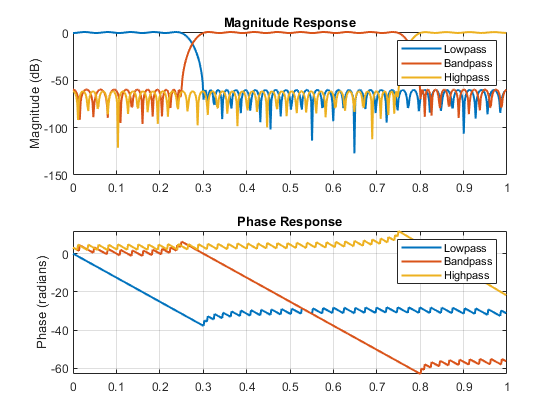 Magnitude Response
Magnitude (dB)
0
-50
-100
-150
Lowpass
Bandpass
Highpass
0 0.1 0.2 0.3 0.4 0.5 0.6 0.7 0.8 0.9 1
Phase Response
Phase (radians)
0
-20
-40
-60
Lowpass
Bandpass
Highpass
0 0.1 0.2 0.3 0.4 0.5 0.6 0.7 0.8 0.9 1